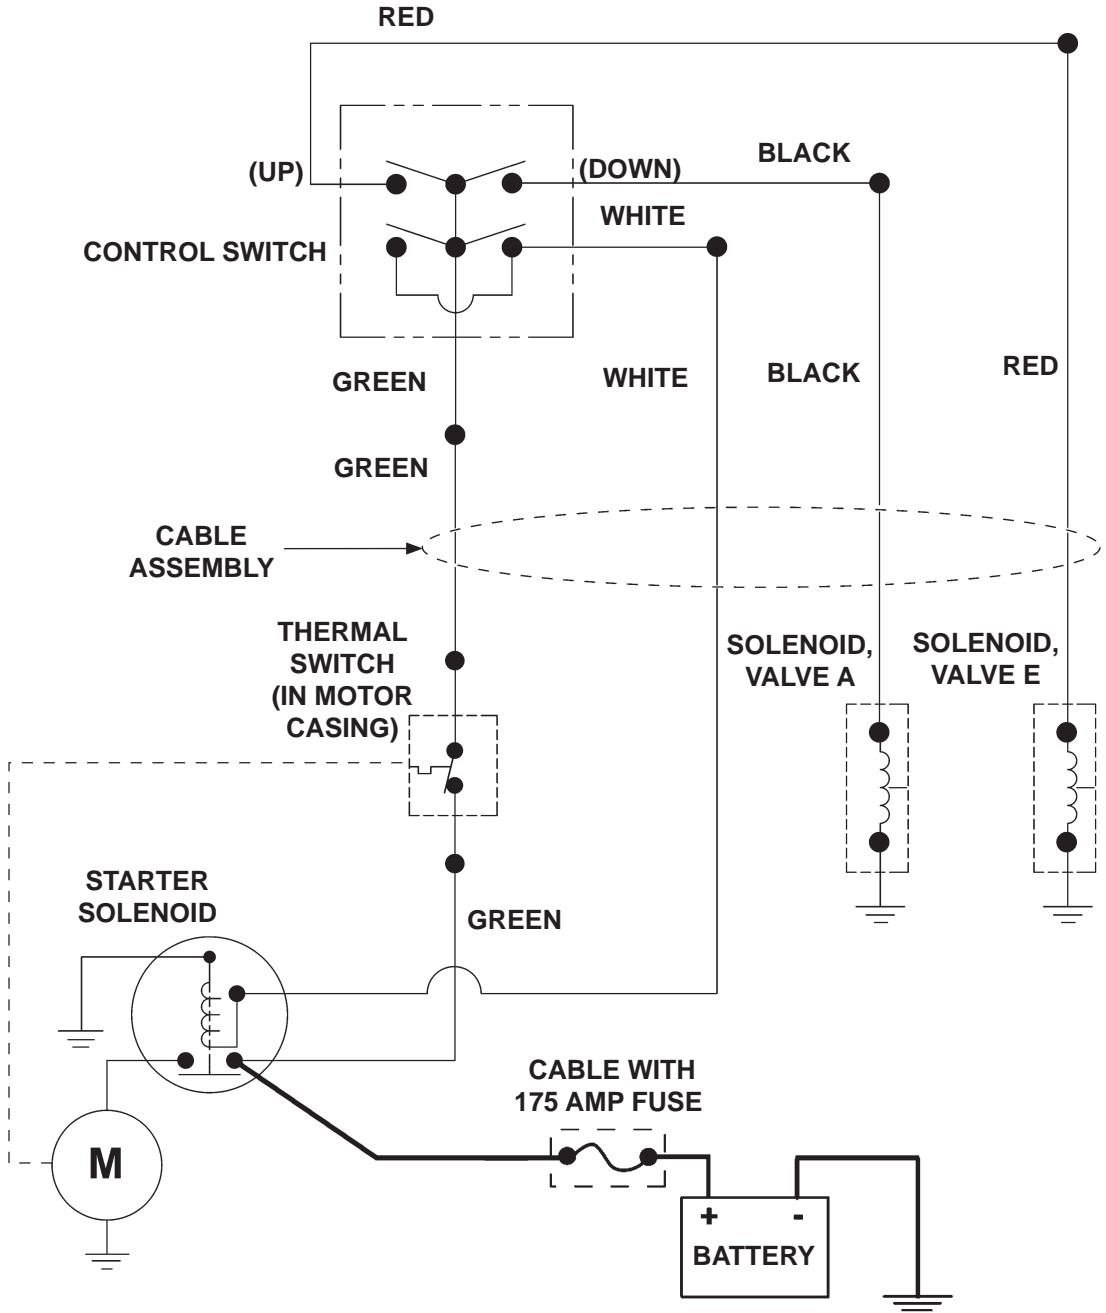 RED
BLACK
(UP)
(DOWN)
WHITE
CONTROL SWITCH
GREEN
WHITE
BLACK
RED
GREEN
CABLE
ASSEMBLY
THERMAL
SWITCH
(IN MOTOR
CASING)
SOLENOID,
VALVE A
SOLENOID,
VALVE E
STARTER
SOLENOID
GREEN
CABLE WITH
175 AMP FUSE
M
+ -
BATTERY